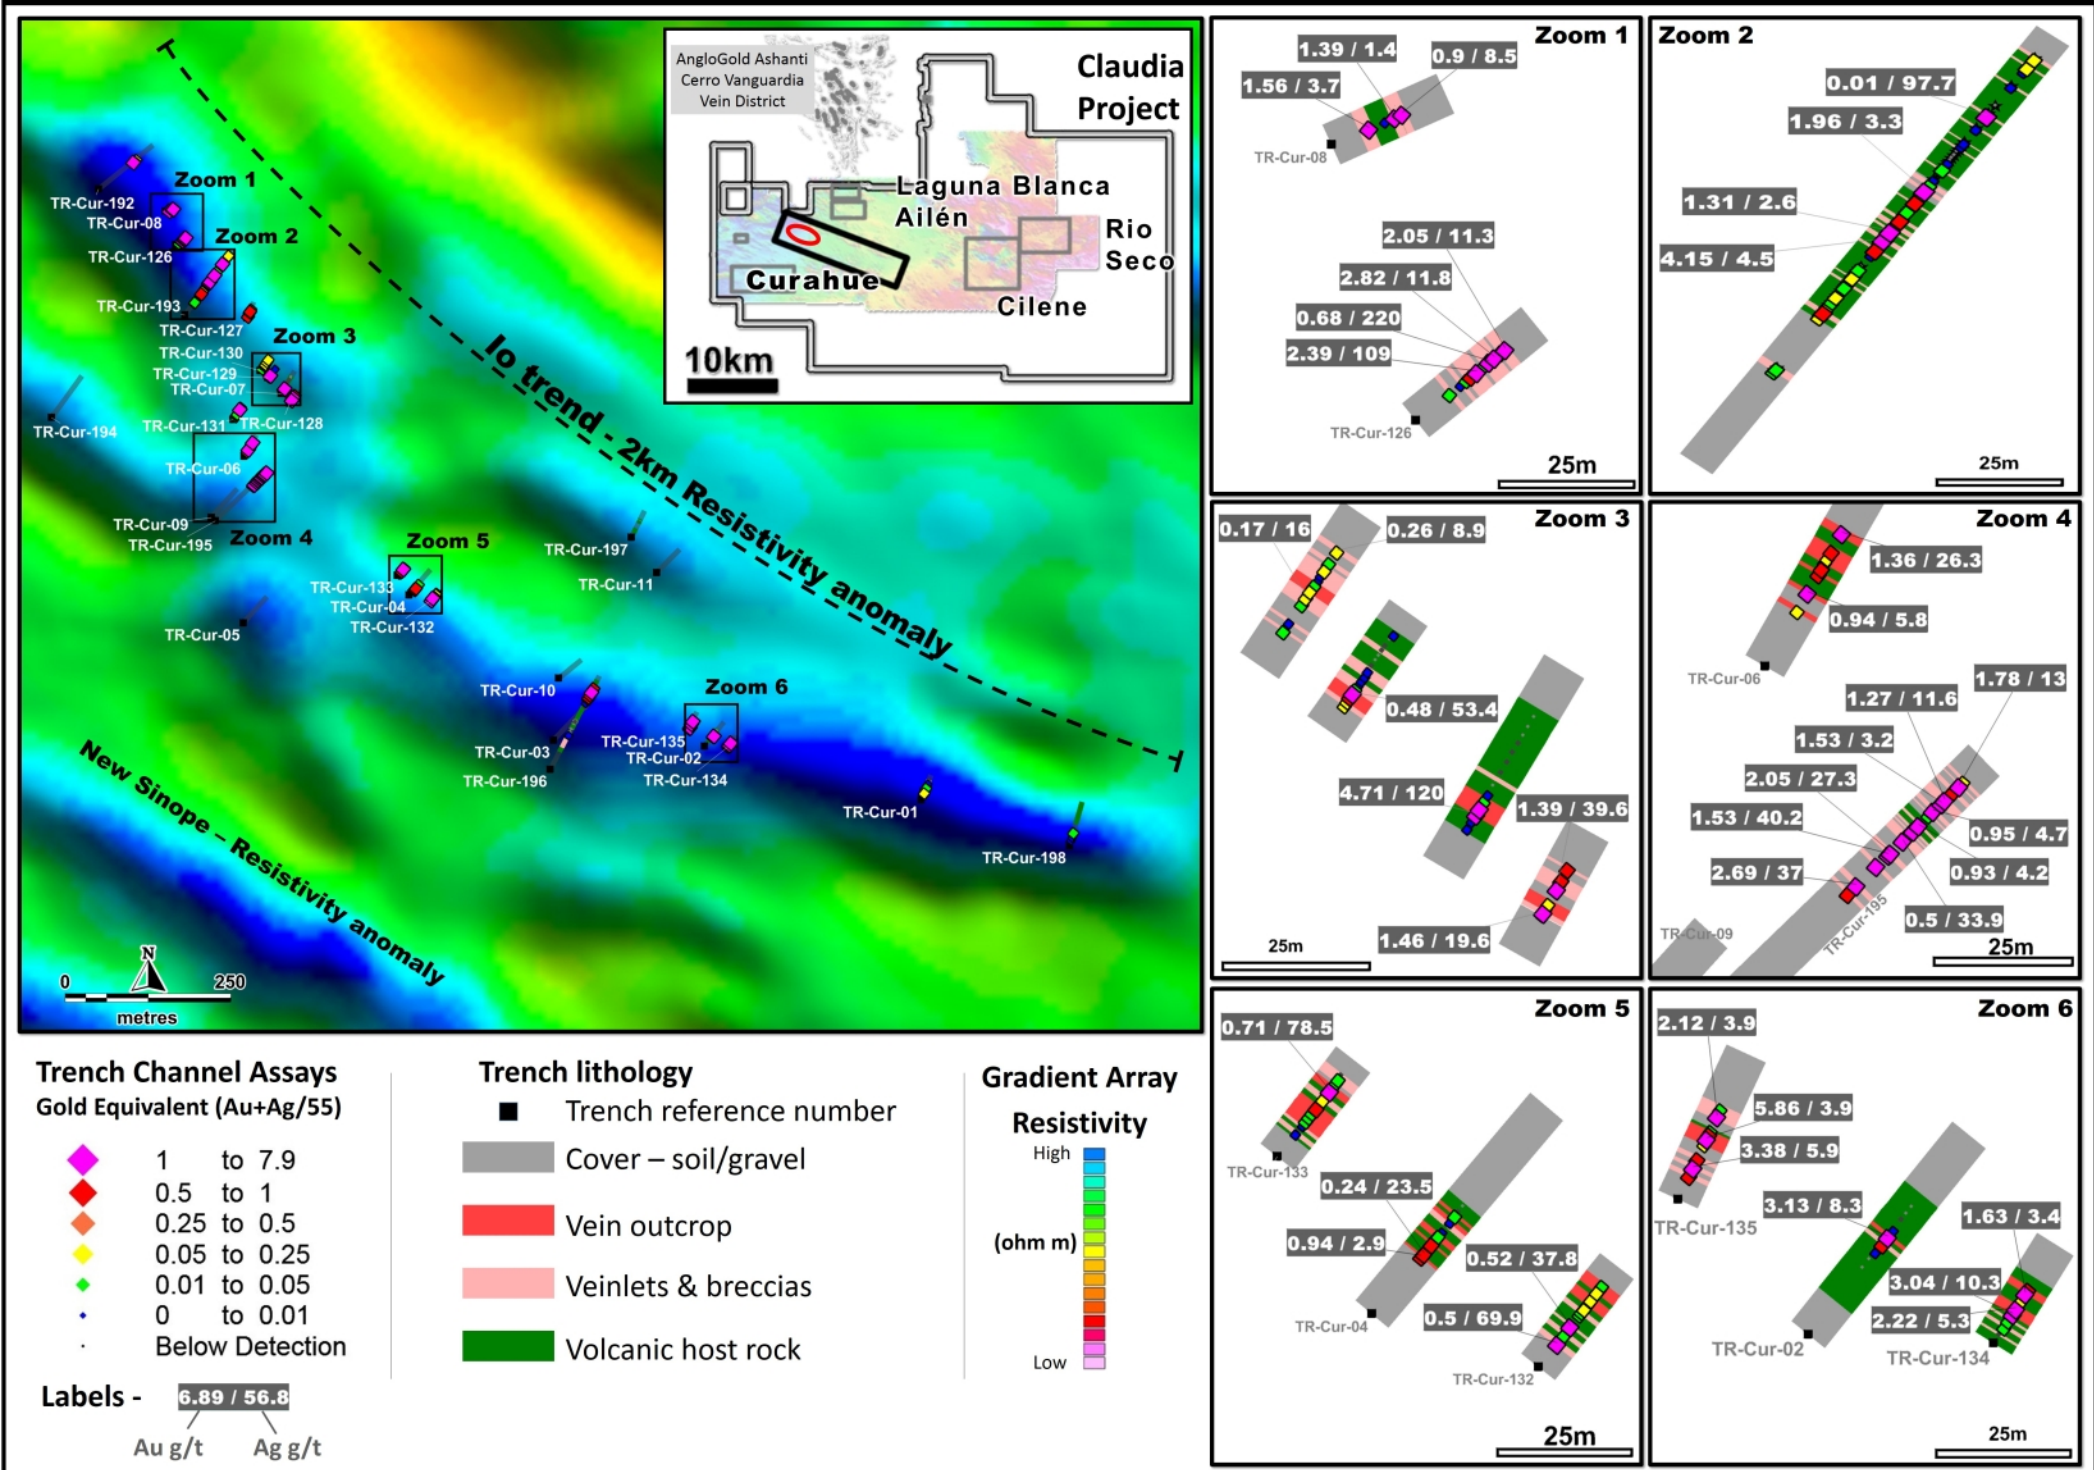 AngloGold Ashanti
Cerro Vanguardia
Vein District
Claudia
Project
Laguna Blanca
Ailén
Rio
Seco
Curahue
Cilene
10km
Io trend - 2km Resistivity anomaly
New Sinope – Resistivity anomaly
TR-Cur-192
Zoom 1
TR-Cur-08
Zoom 2
TR-Cur-126
TR-Cur-193
TR-Cur-127
Zoom 3
TR-Cur-130
TR-Cur-129
TR-Cur-07
TR-Cur-194
TR-Cur-131
TR-Cur-128
TR-Cur-06
TR-Cur-09
TR-Cur-195
Zoom 4
Zoom 5
TR-Cur-197
TR-Cur-11
TR-Cur-133
TR-Cur-04
TR-Cur-132
TR-Cur-05
TR-Cur-10
Zoom 6
TR-Cur-03
TR-Cur-135
TR-Cur-02
TR-Cur-196
TR-Cur-134
TR-Cur-01
TR-Cur-198
N
0 250
metres
Zoom 1
1.39 / 1.4
0.9 / 8.5
1.56 / 3.7
TR-Cur-08
2.05 / 11.3
2.82 / 11.8
0.68 / 220
2.39 / 109
TR-Cur-126
25m
Zoom 2
0.01 / 97.7
1.96 / 3.3
1.31 / 2.6
4.15 / 4.5
25m
Zoom 3
0.17 / 16
0.26 / 8.9
0.48 / 53.4
4.71 / 120
1.39 / 39.6
1.46 / 19.6
25m
Zoom 4
1.36 / 26.3
0.94 / 5.8
TR-Cur-06
1.78 / 13
1.27 / 11.6
1.53 / 3.2
2.05 / 27.3
1.53 / 40.2
0.95 / 4.7
2.69 / 37
0.93 / 4.2
0.5 / 33.9
TR-Cur-195
TR-Cur-09
25m
Zoom 5
0.71 / 78.5
TR-Cur-133
0.24 / 23.5
0.94 / 2.9
0.52 / 37.8
0.5 / 69.9
TR-Cur-04
TR-Cur-132
25m
Zoom 6
2.12 / 3.9
5.86 / 3.9
3.38 / 5.9
TR-Cur-135
3.13 / 8.3
1.63 / 3.4
3.04 / 10.3
2.22 / 5.3
TR-Cur-02
TR-Cur-134
25m
Trench Channel Assays
Gold Equivalent (Au+Ag/55)
1 to 7.9
0.5 to 1
0.25 to 0.5
0.05 to 0.25
0.01 to 0.05
0 to 0.01
Below Detection
Labels - 6.89 / 56.8
Au g/t Ag g/t
Trench lithology
Trench reference number
Cover – soil/gravel
Vein outcrop
Veinlets & breccias
Volcanic host rock
Gradient Array
Resistivity
High
(ohm m)
Low